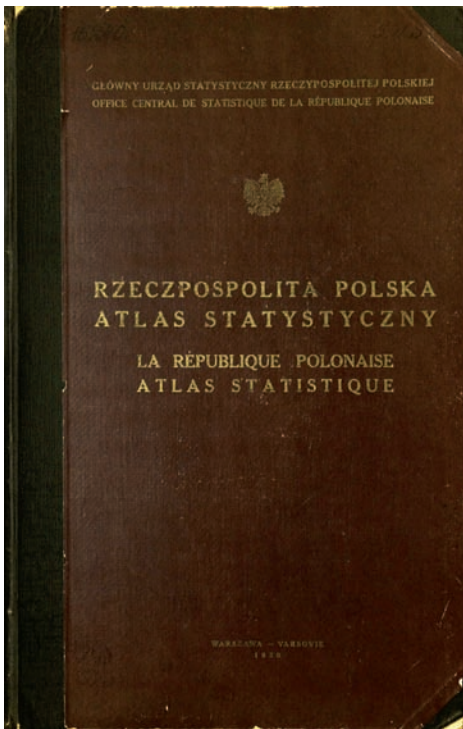 GŁÓWNY URZĄD STATYSTYCZNY RZECZYPOSPOLITEJ POLSKIEJ
OFFICE CENTRAL DE STATISTIQUE DE LA RÉPUBLIQUE POLONAISE
RZECZPOSPOLITA POLSKA
ATLAS STATYSTYCZNY
LA RÉPUBLIQUE POLONAISE
ATLAS STATISTIQUE
WARSZAWA — VARSOVIE
1930